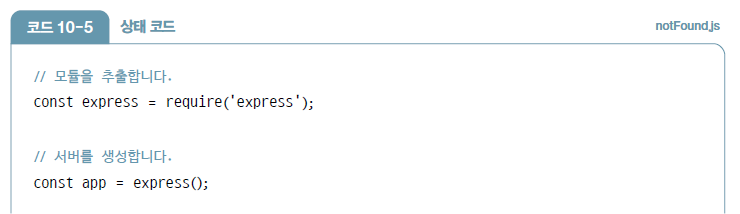 코드 10-5 상태 코드 notFound.js
// 모듈을 추출합니다.
const express = require('express');
// 서버를 생성합니다.
const app = express();